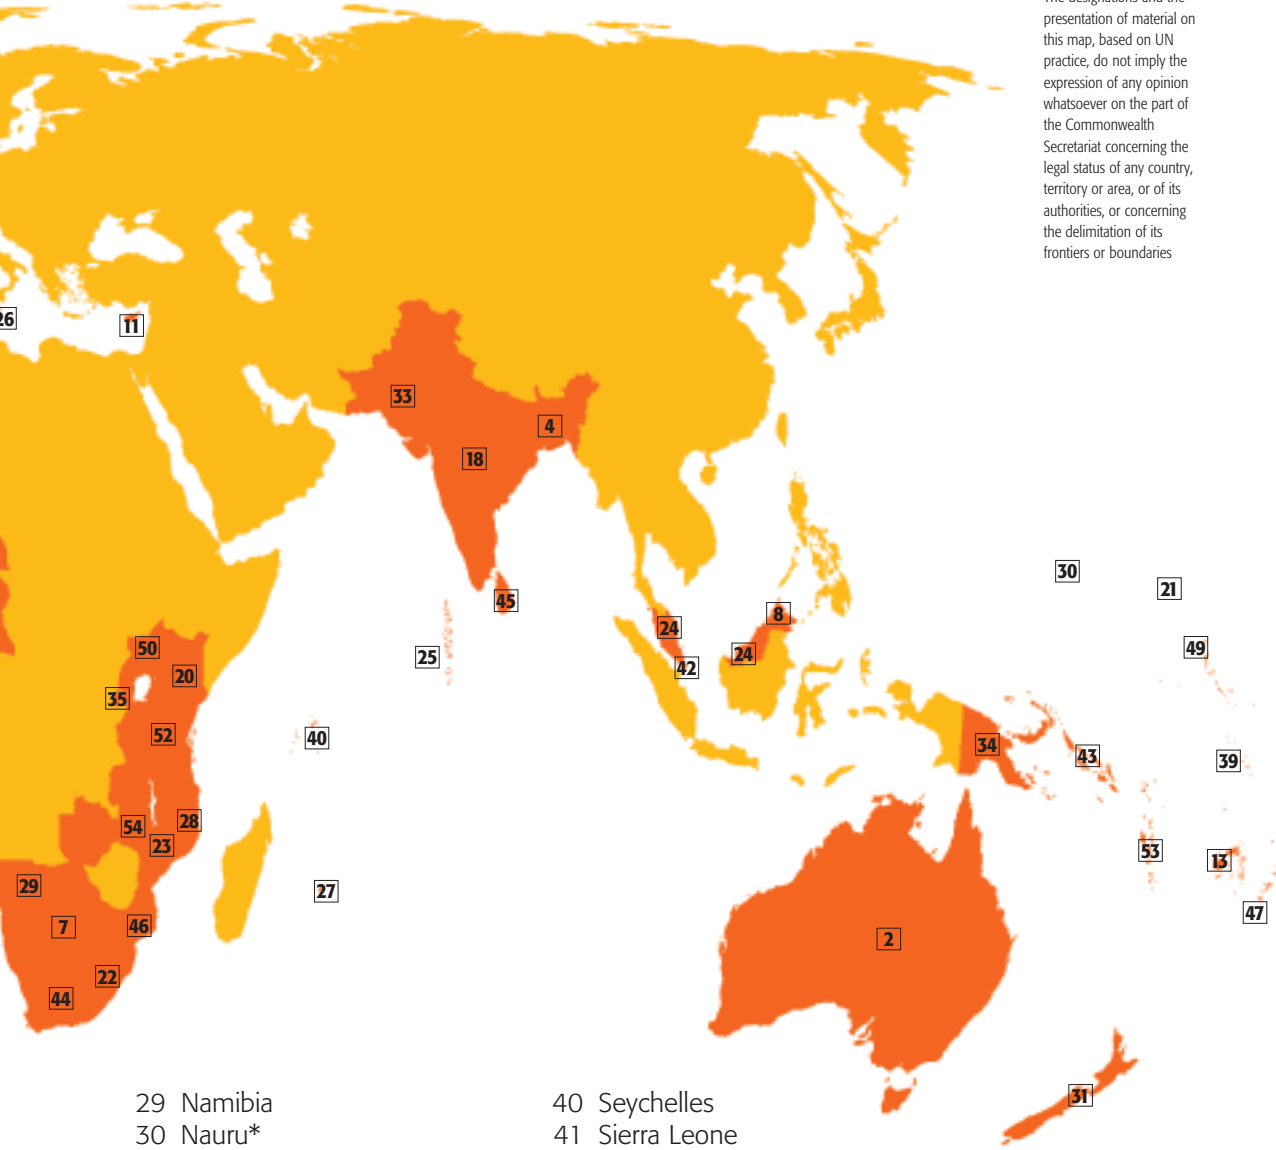 The designations and the
presentation of material on
this map, based on UN
practice, do not imply the
expression of any opinion
whatsoever on the part of
the Commonwealth
Secretariat concerning the
legal status of any country,
territory or area, or of its
authorities, or concerning
the delimitation of its
frontiers or boundaries
26
11
33
4
18
30
21
45
8
24
50
49
24
25
42
20
35
52
40
34
43
39
54
28
23
53
13
29
27
47
7
46
2
22
44
31
29 Namibia
30 Nauru*
40 Seychelles
41 Sierra Leone